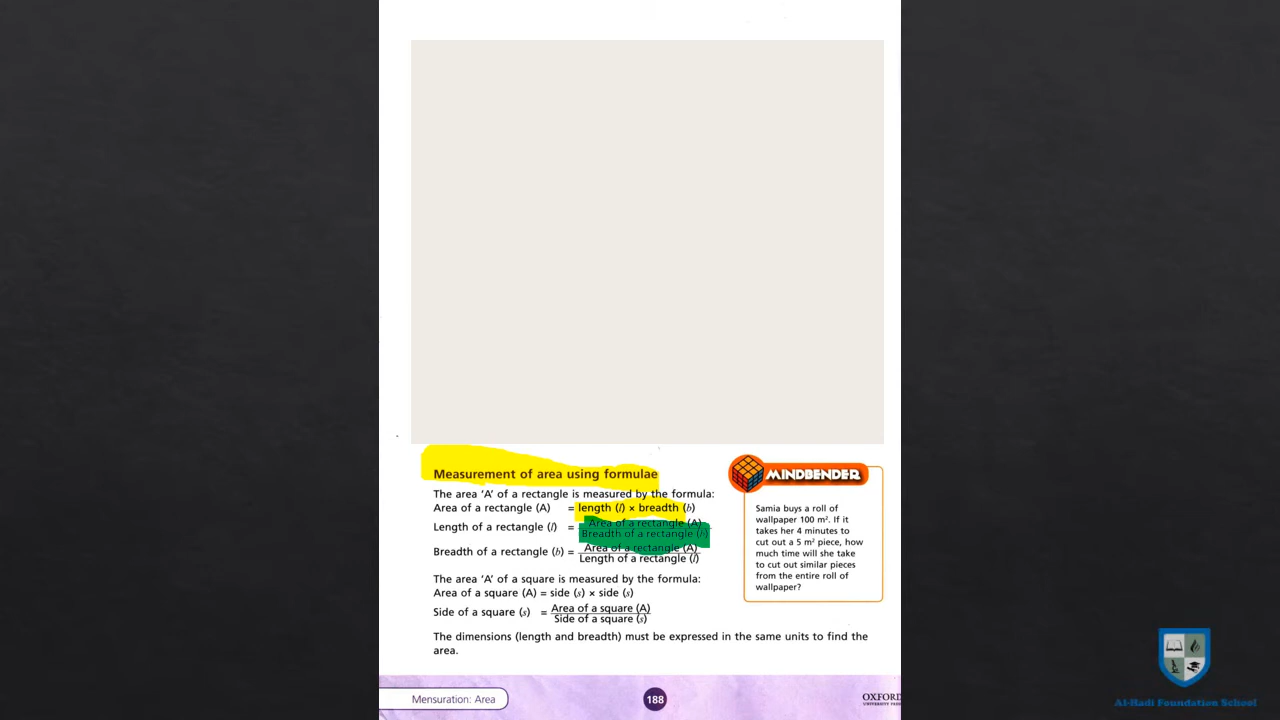 Measurement of area using formulae
The area ‘A’ of a rectangle is measured by the formula:
Area of a rectangle (A) = length (l) × breadth (b)
Length of a rectangle (l) = Area of a rectangle (A)
Breadth of a rectangle (b)
Breadth of a rectangle (b) = Area of a rectangle (A)
Length of a rectangle (l)
The area ‘A’ of a square is measured by the formula:
Area of a square (A) = side (s) × side (s)
Side of a square (s) = Area of a square (A)
Side of a square (s)
The dimensions (length and breadth) must be expressed in the same units to find the
area.
MINDBENDER
Samia buys a roll of
wallpaper 100 m². If it
takes her 4 minutes to
cut out a 5 m² piece, how
much time will she take
to cut out similar pieces
from the entire roll of
wallpaper?
Mensuration: Area
188
OXFORD
UNIVERSITY PRES
Al-Radi Foundation School